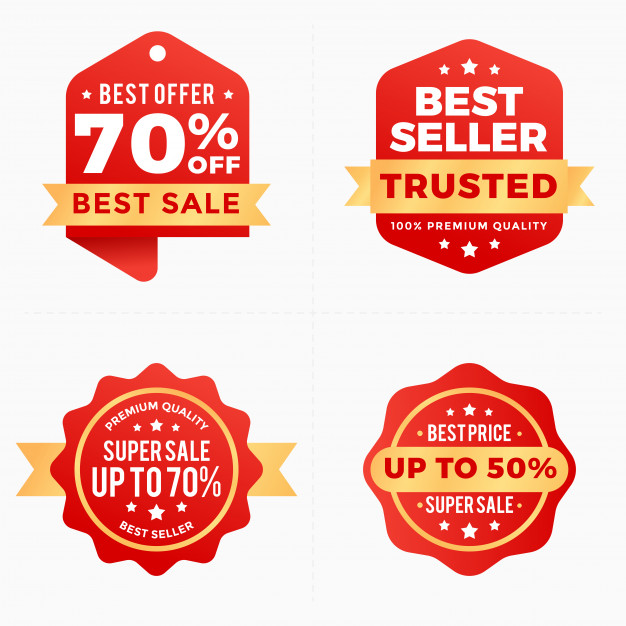 BEST OFFER
70% OFF
BEST SALE
BEST
SELLER
TRUSTED
100% PREMIUM QUALITY
PREMIUM QUALITY
SUPER SALE
UP TO 70%
BEST SELLER
BEST PRICE
UP TO 50%
SUPER SALE